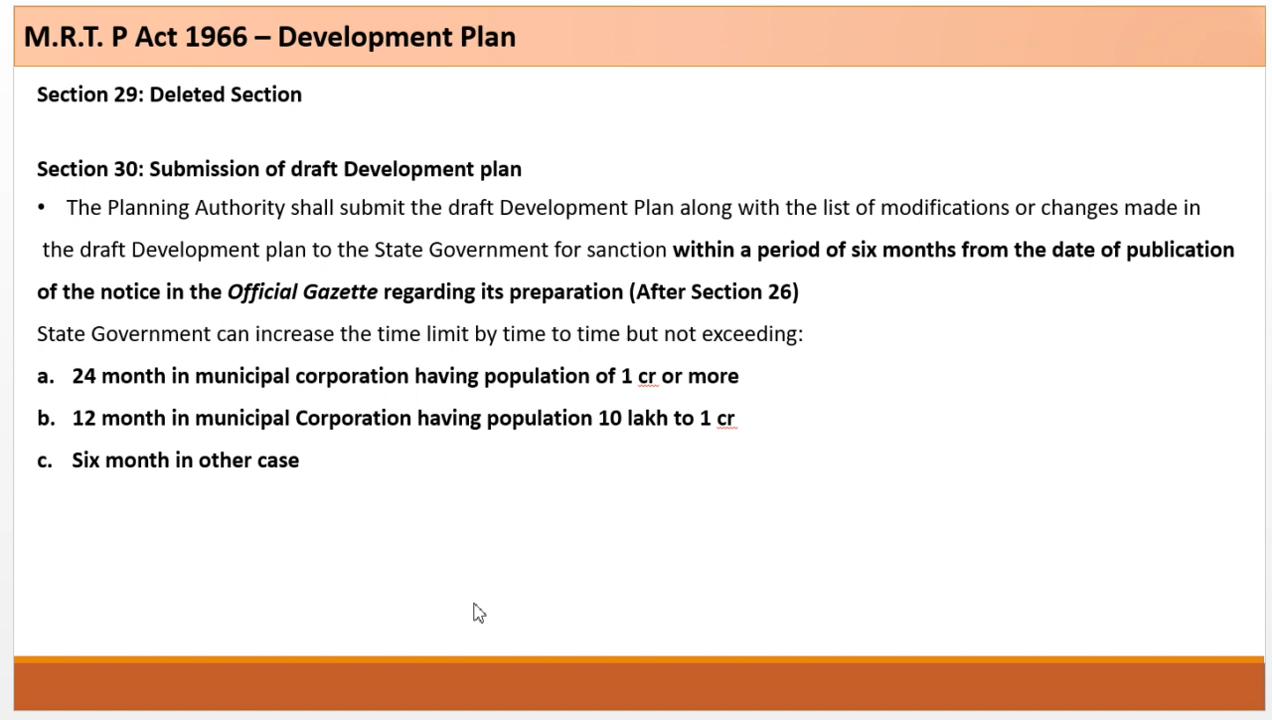 M.R.T. P Act 1966 – Development Plan
Section 29: Deleted Section
Section 30: Submission of draft Development plan
• The Planning Authority shall submit the draft Development Plan along with the list of modifications or changes made in
the draft Development plan to the State Government for sanction within a period of six months from the date of publication
of the notice in the Official Gazette regarding its preparation (After Section 26)
State Government can increase the time limit by time to time but not exceeding:
a. 24 month in municipal corporation having population of 1 cr or more
b. 12 month in municipal Corporation having population 10 lakh to 1 cr
c. Six month in other case